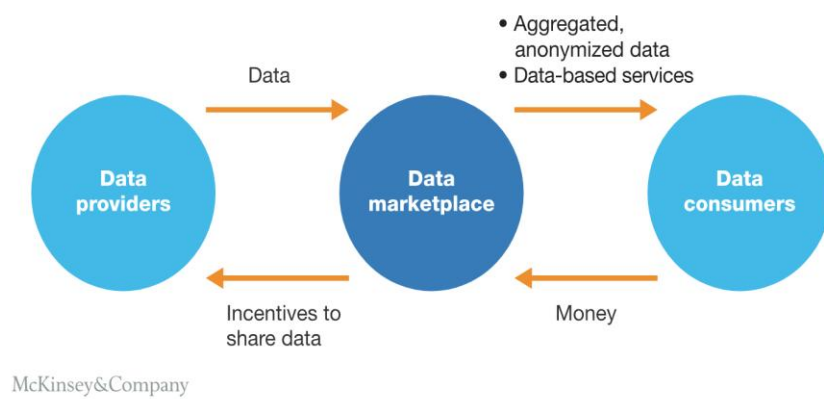 • Aggregated,
anonymized data
• Data-based services
Data
Data
providers
Data
marketplace
Data
consumers
Incentives to
share data
Money
McKinsey&Company